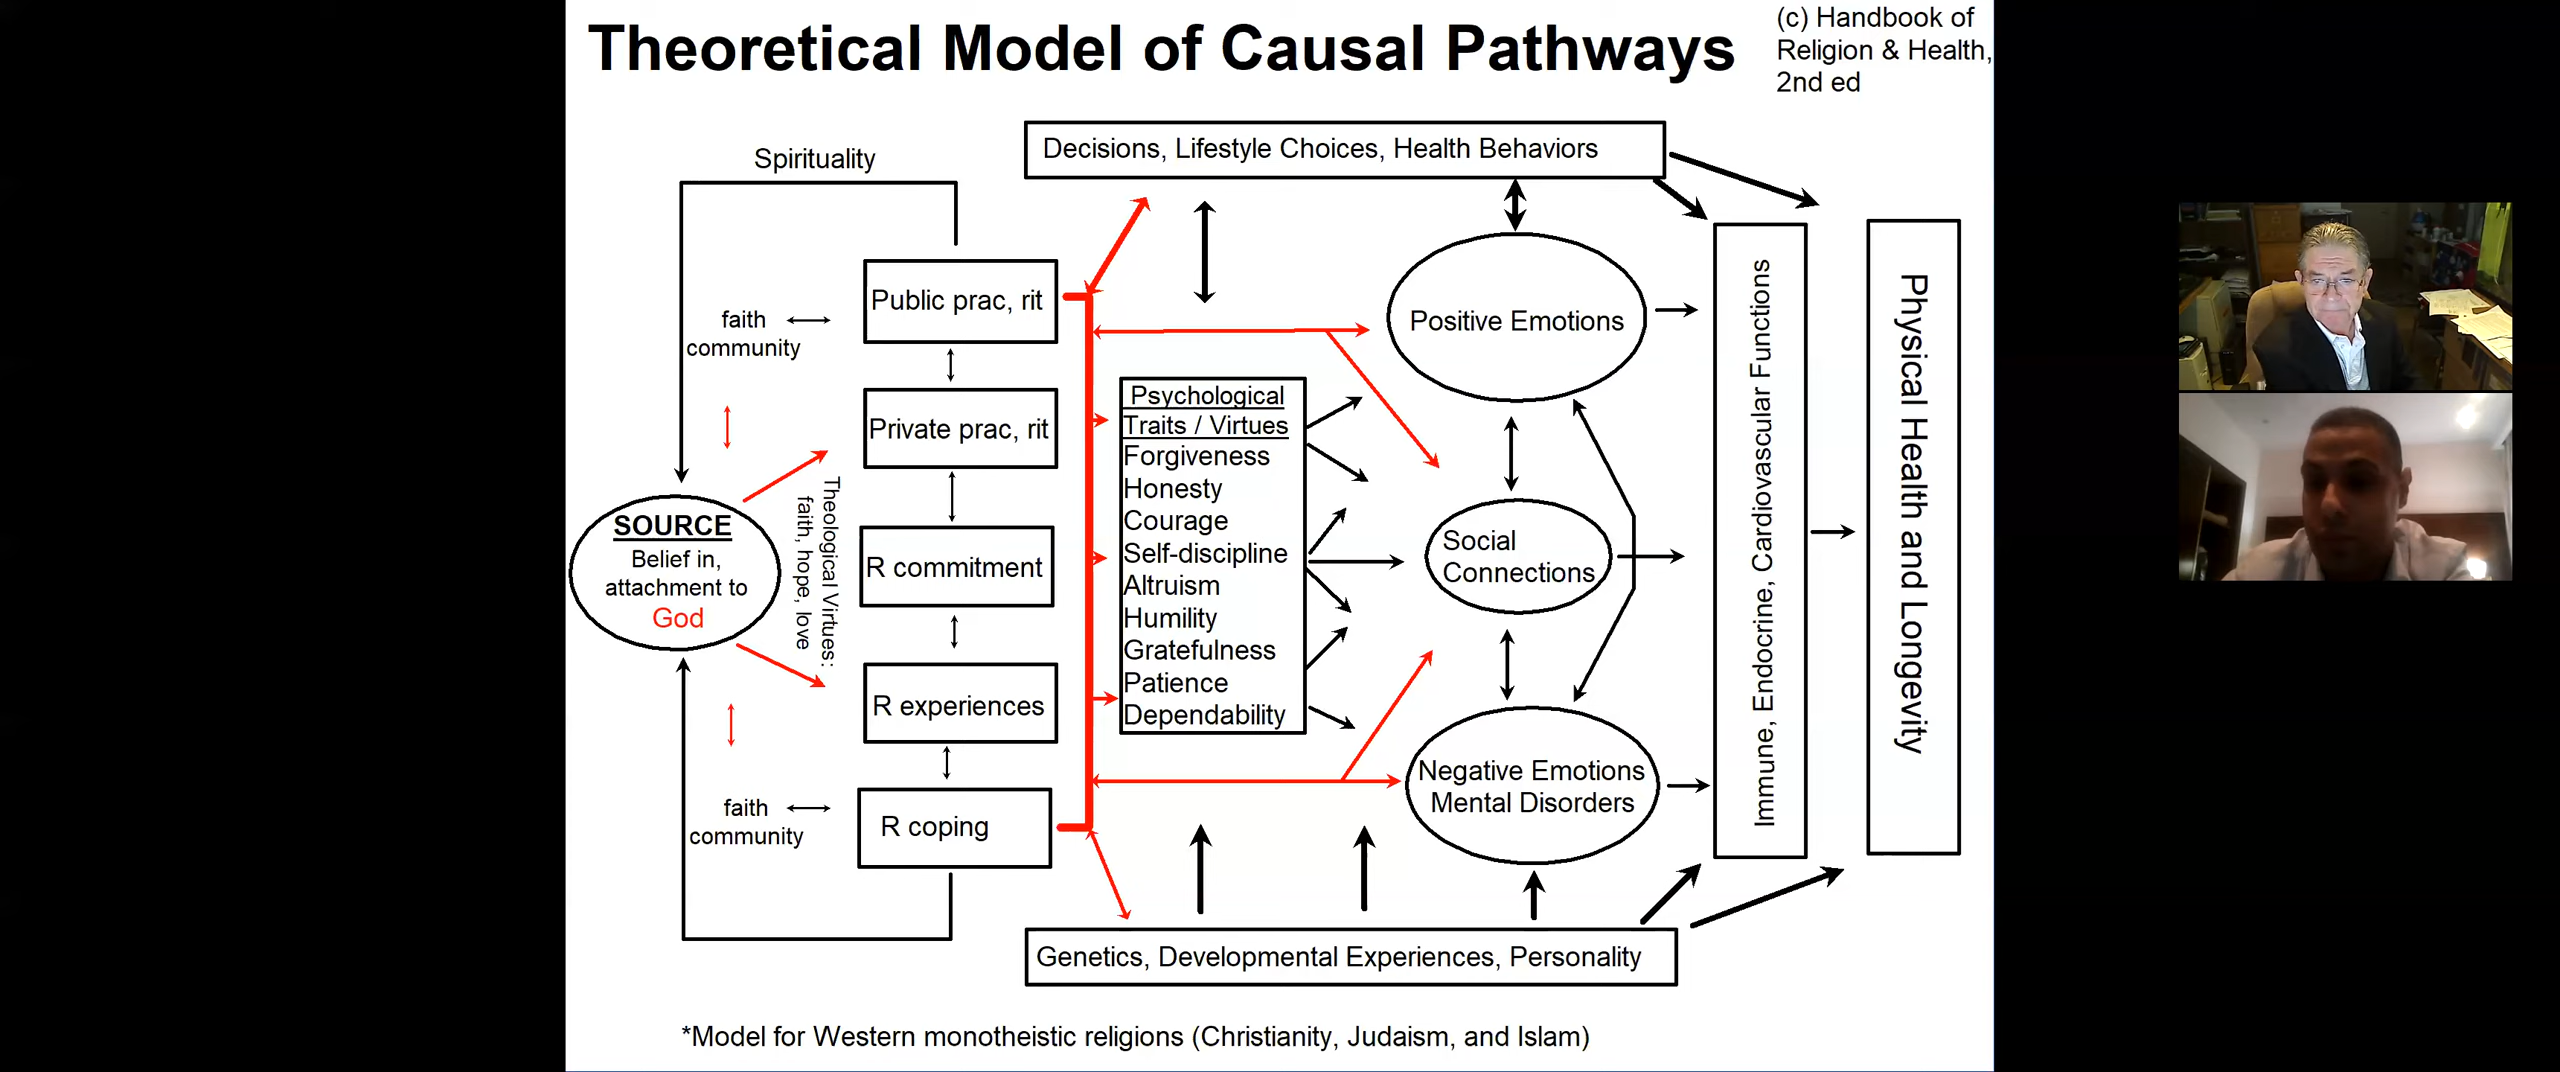 Theoretical Model of Causal Pathways
(c) Handbook of
Religion & Health,
2nd ed
Decisions, Lifestyle Choices, Health Behaviors
Spirituality
Public prac, rit
faith
community
Private prac, rit
Theological Virtues:
faith, hope, love
SOURCE
Belief in,
attachment to
God
R commitment
R experiences
faith
community
R coping
Psychological
Traits / Virtues
Forgiveness
Honesty
Courage
Self-discipline
Altruism
Humility
Gratefulness
Patience
Dependability
Positive Emotions
Social
Connections
Negative Emotions
Mental Disorders
Immune, Endocrine, Cardiovascular Functions
Physical Health and Longevity
Genetics, Developmental Experiences, Personality
*Model for Western monotheistic religions (Christianity, Judaism, and Islam)